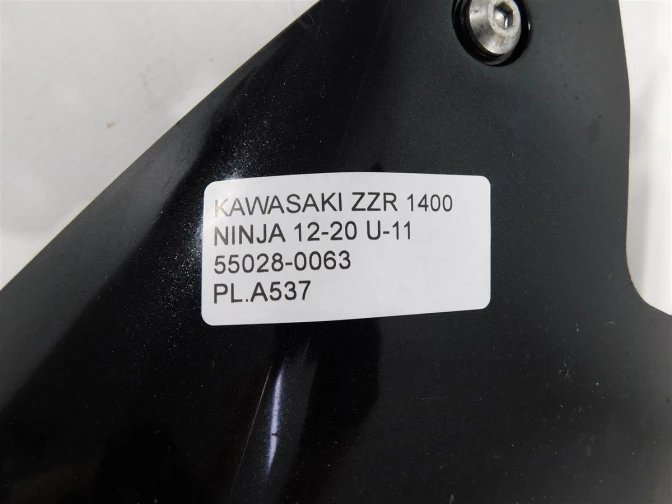 KAWASAKI ZZR 1400
NINJA 12-20 U-11
55028-0063
PL.A537